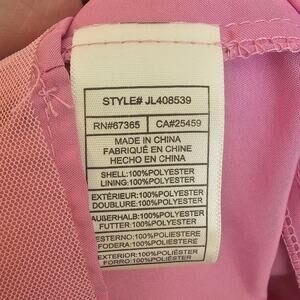 STYLE# JL408539
RN#67365 CA#25459
MADE IN CHINA
FABRIQUÉ EN CHINE
HECHO EN CHINA
SHELL:100%POLYESTER
LINING:100%POLYESTER
EXTÉRIEUR:100%POLYESTER
DOUBLURE:100%POLYESTER
AUßERHALB:100%POLYESTER
FUTTER:100%POLYESTER
ESTERNO:100%POLIESTERE
FODERA:100%POLIESTERE
EXTERIOR:100%POLIÉSTER
FORRO:100%POLIÉSTER